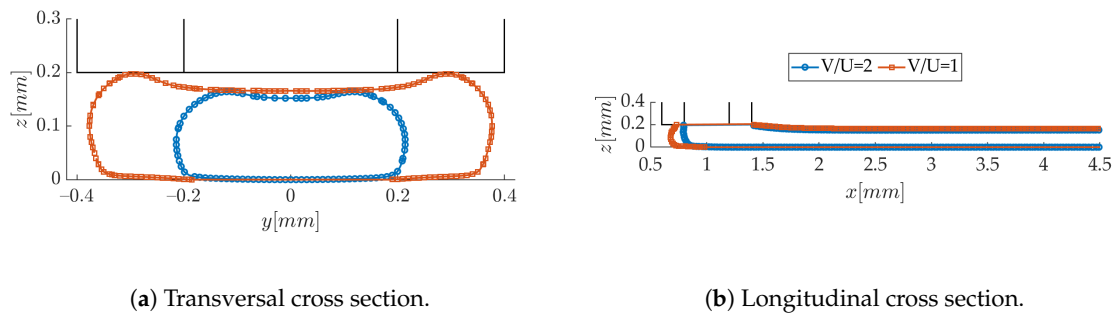 0.3
0.2
0.1
0
z[mm]
−0.4
−0.2
0
0.2
0.4
y[mm]
V/U=2
V/U=1
0.4
0.2
0
z[mm]
0.5
1
1.5
2
2.5
3
3.5
4
4.5
x[mm]
(a) Transversal cross section.
(b) Longitudinal cross section.